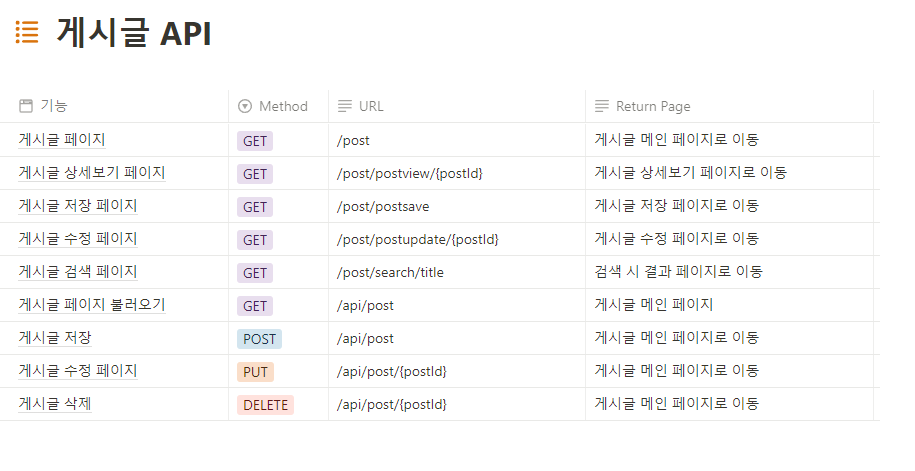 게시글 API
기능 Method URL Return Page
게시글 페이지 GET /post 게시글 메인 페이지로 이동
게시글 상세보기 페이지 GET /post/postview/{postId} 게시글 상세보기 페이지로 이동
게시글 저장 페이지 GET /post/postsave 게시글 저장 페이지로 이동
게시글 수정 페이지 GET /post/postupdate/{postId} 게시글 수정 페이지로 이동
게시글 검색 페이지 GET /post/search/title 검색 시 결과 페이지로 이동
게시글 페이지 불러오기 GET /api/post 게시글 메인 페이지
게시글 저장 POST /api/post 게시글 메인 페이지로 이동
게시글 수정 페이지 PUT /api/post/{postId} 게시글 메인 페이지로 이동
게시글 삭제 DELETE /api/post/{postId} 게시글 메인 페이지로 이동